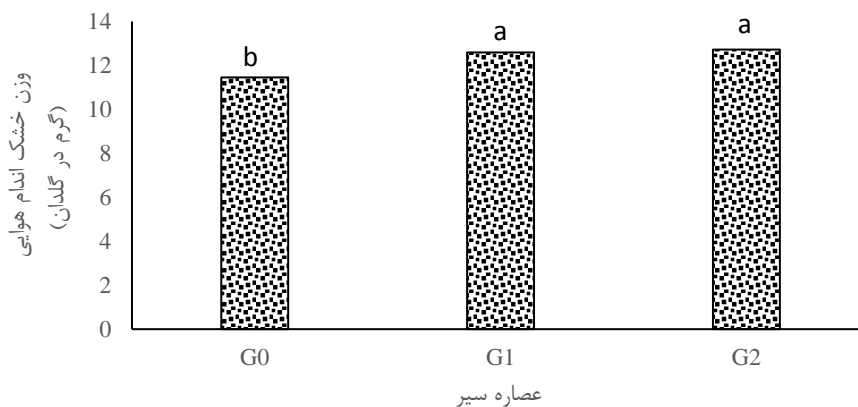 وزن خشک اندام هوایی
(گرم در گلدان)
14
12
10
8
6
4
2
0
b
a
a
G0
G1
G2
عصاره سیر